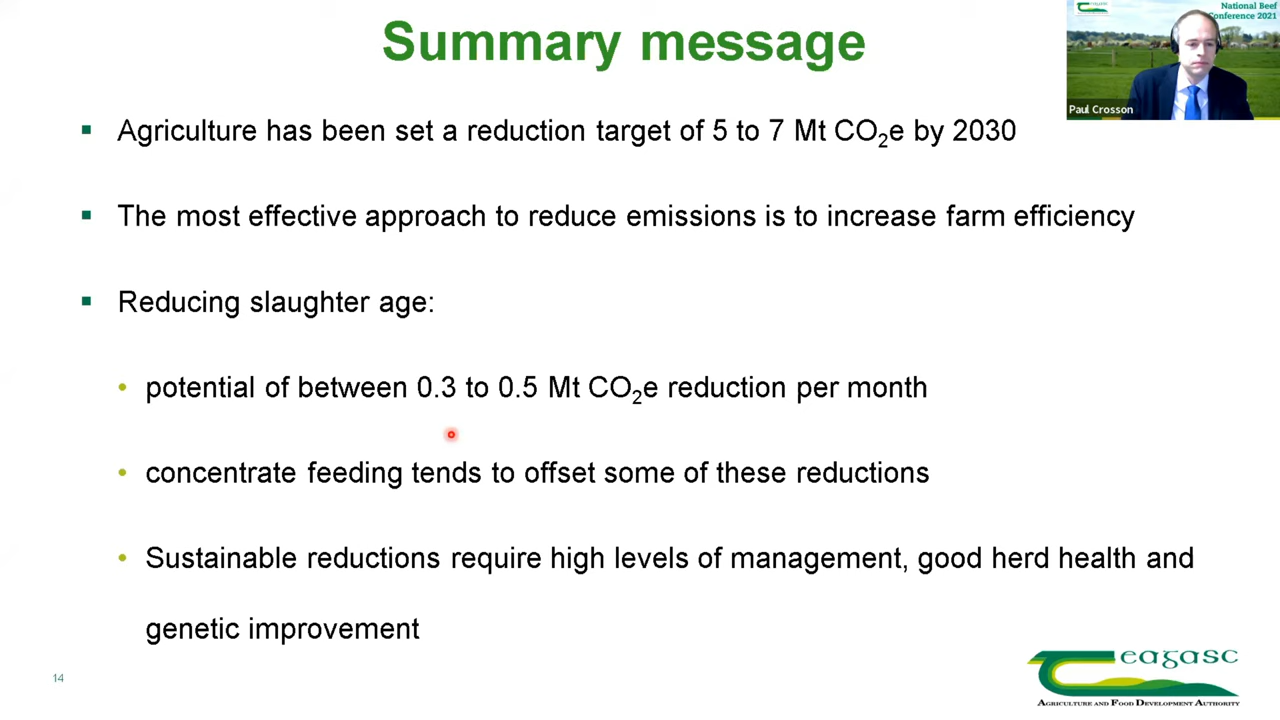 Summary message
National Beef
Conference 2021
Paul Crosson
▪ Agriculture has been set a reduction target of 5 to 7 Mt CO₂e by 2030
▪ The most effective approach to reduce emissions is to increase farm efficiency
▪ Reducing slaughter age:
• potential of between 0.3 to 0.5 Mt CO₂e reduction per month
• concentrate feeding tends to offset some of these reductions
• Sustainable reductions require high levels of management, good herd health and
genetic improvement
14
eagasc
AGRICULTURE AND FOOD DEVELOPMENT AUTHORITY